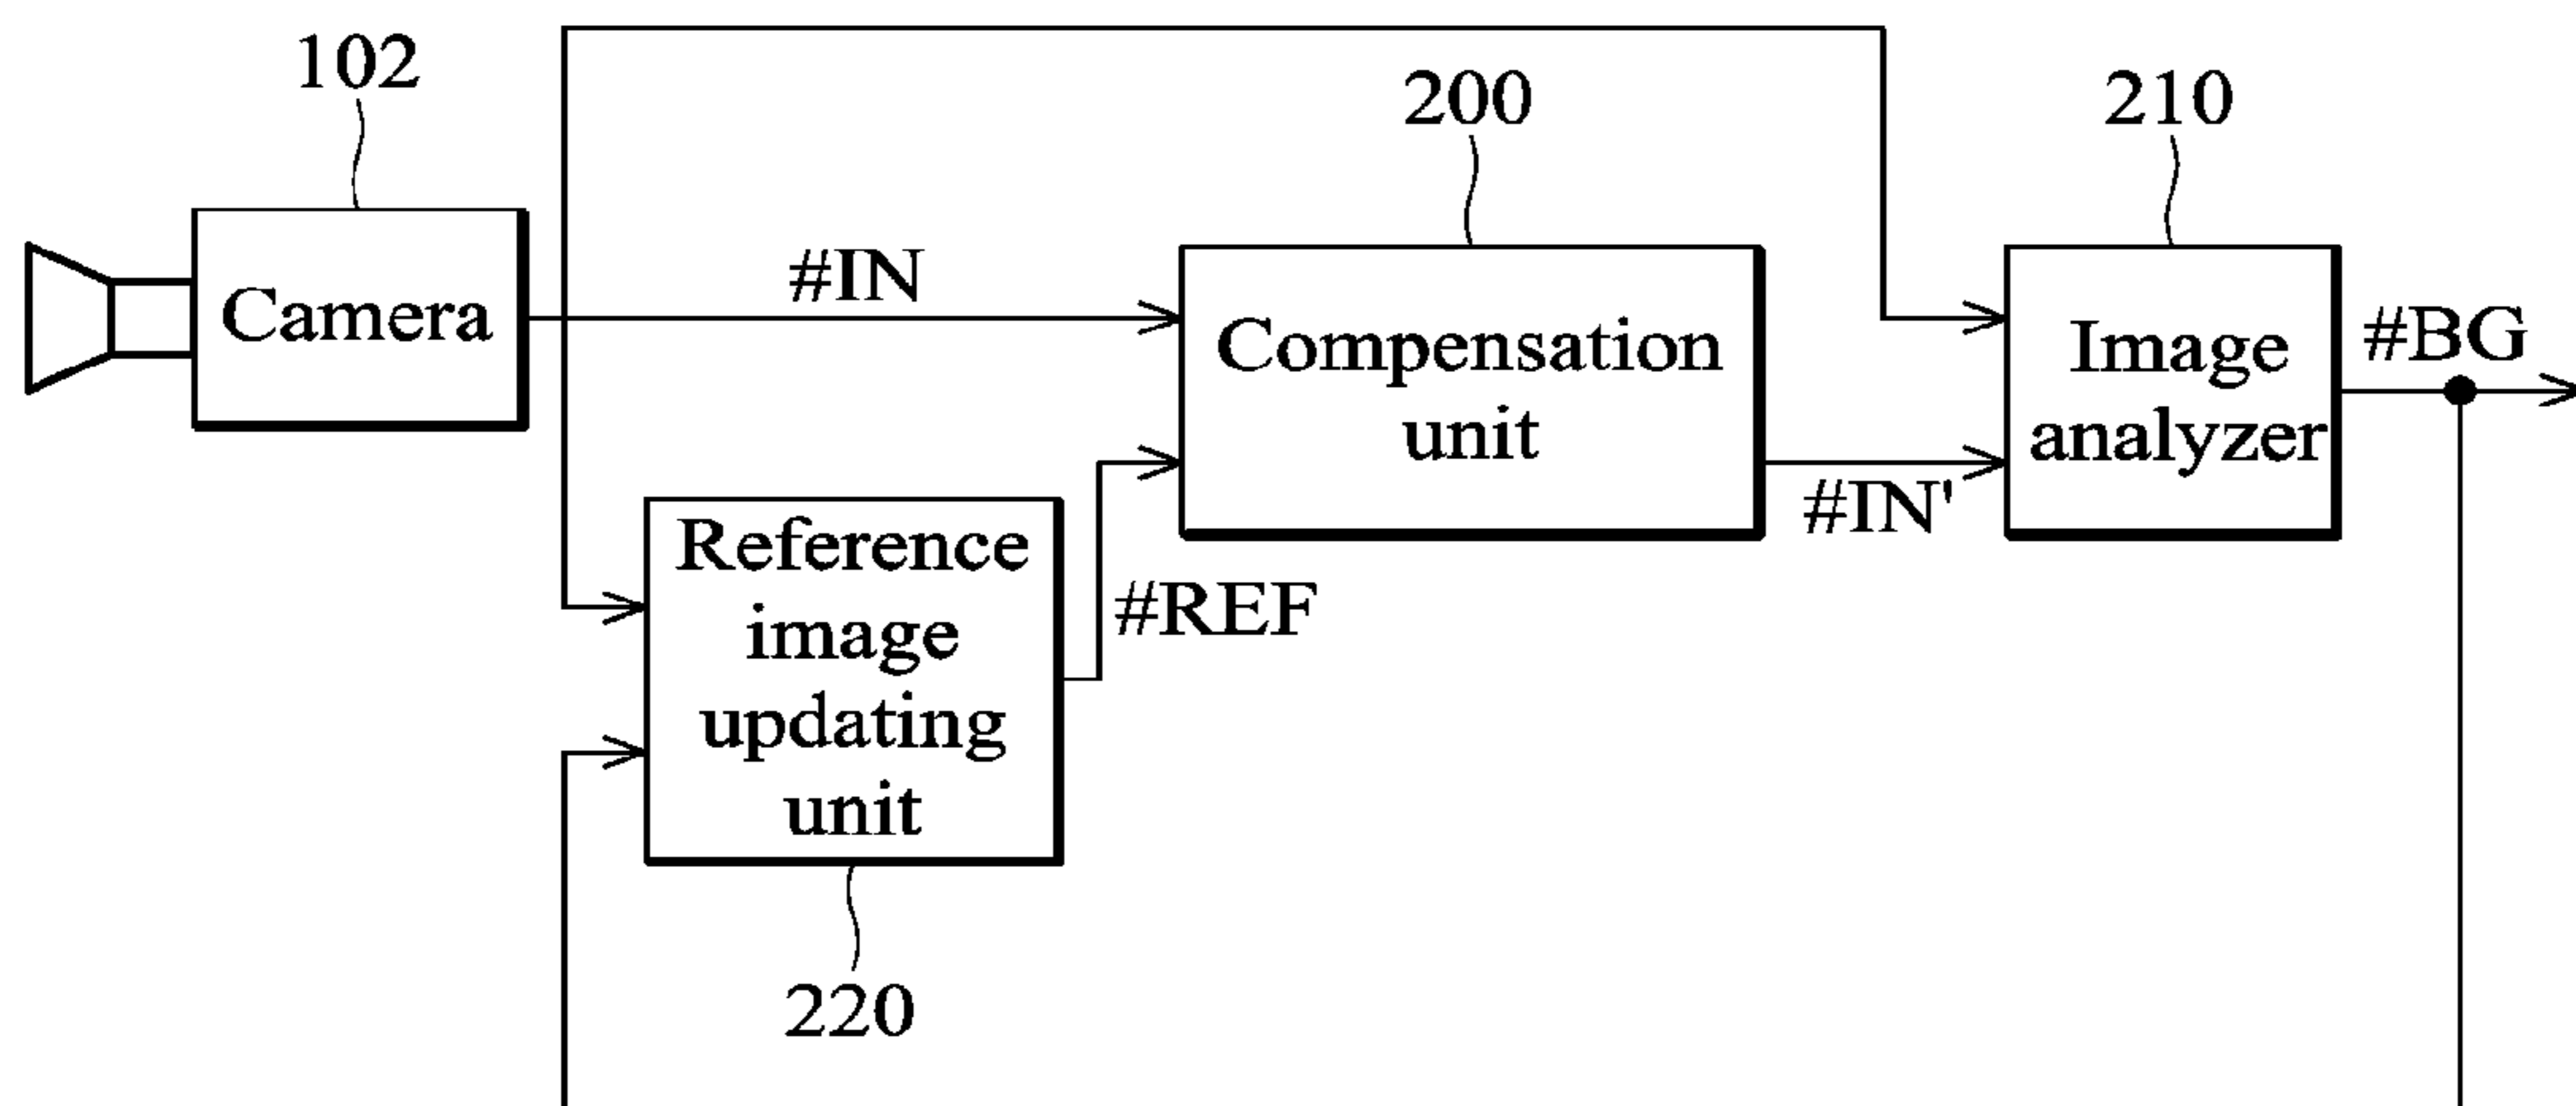 102
200
210
Camera
#IN
Compensation
unit
Image
analyzer
#BG
#IN'
#REF
Reference
image
updating
unit
220